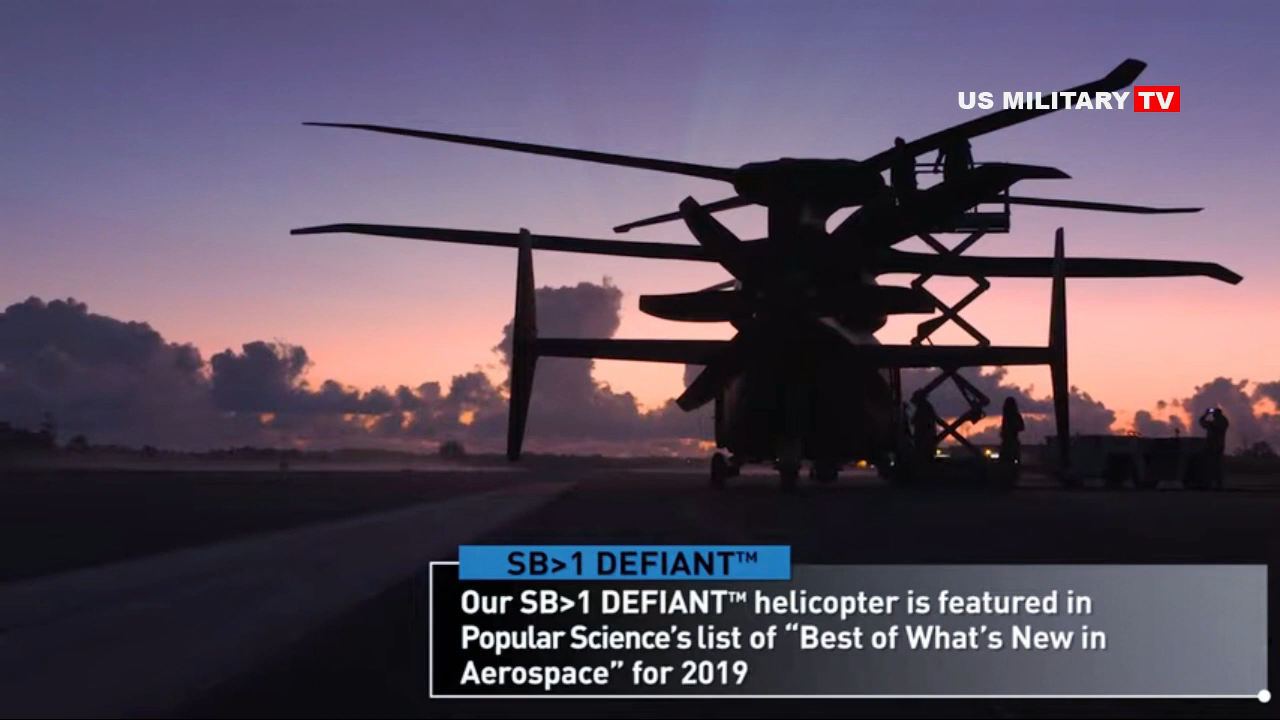 US MILITARY TV
SB>1 DEFIANT™
Our SB>1 DEFIANT™ helicopter is featured in
Popular Science's list of “Best of What's New in
Aerospace” for 2019